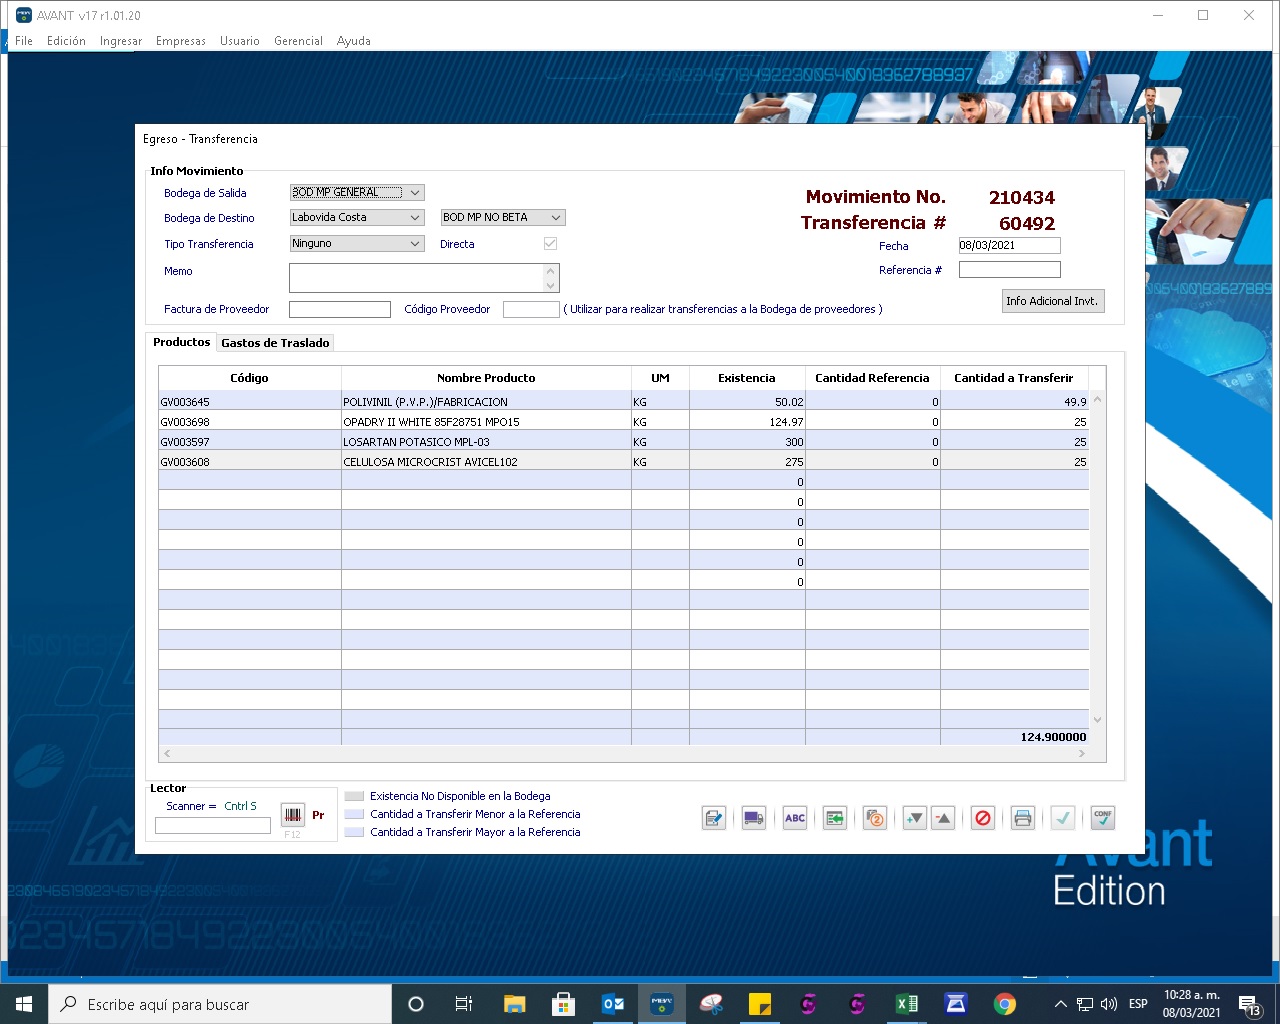 AVANT v17 r1.01.20
File Edición Ingresar Empresas Usuario Gerencial Ayuda
Egreso - Transferencia
Info Movimiento
Bodega de Salida BOD MP GENERAL
Movimiento No. 210434
Bodega de Destino Labovida Costa BOD MP NO BETA
Transferencia # 60492
Tipo Transferencia Ninguno Directa
Fecha 08/03/2021
Memo
Referencia #
Factura de Proveedor Código Proveedor ( Utilizar para realizar transferencias a la Bodega de proveedores )
Info Adicional Invt.
Productos Gastos de Traslado
Código Nombre Producto UM Existencia Cantidad Referencia Cantidad a Transferir
GV003645 POLIVINIL (P.V.P.)/FABRICACION KG 50.02 0 49.9
GV003698 OPADRY II WHITE 85F28751 MPO15 KG 124.97 0 25
GV003597 LOSARTAN POTASICO MPL-03 KG 300 0 25
GV003608 CELULOSA MICROCRIST AVICEL102 KG 275 0 25
0
0
0
0
0
0
124.900000
Lector
Scanner = Cntrl S
Pr
F12
Existencia No Disponible en la Bodega
Cantidad a Transferir Menor a la Referencia
Cantidad a Transferir Mayor a la Referencia
ABC
2
CONF
Avant
Edition
Escribe aquí para buscar
ESP
10:28 a. m.
08/03/2021
13